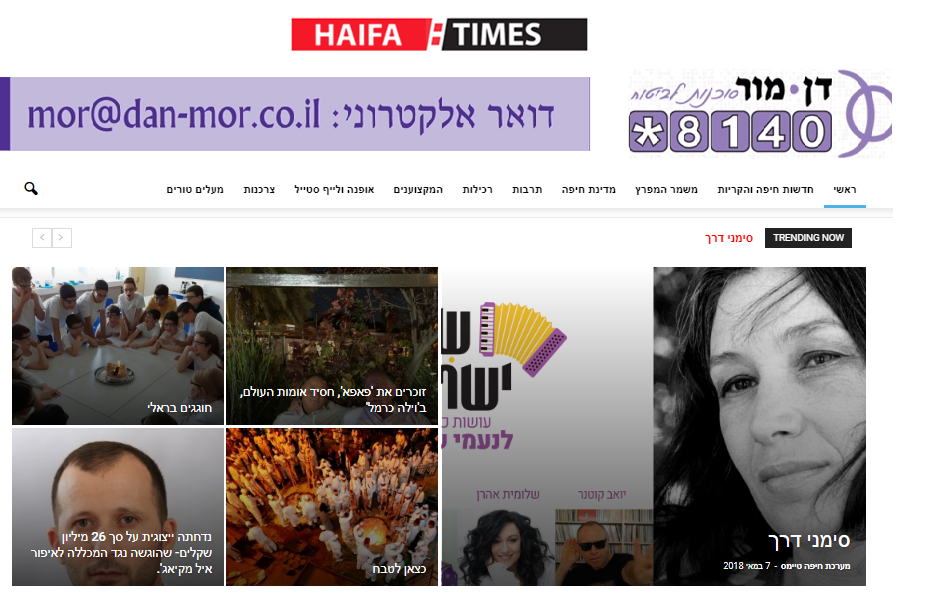 HAIFA TIMES
דואר אלקטרוני: mor@dan-mor.co.il
דן·מור סוכנות לביטוח
*8140
ראשי
חדשות חיפה והקריות
משמר המפרץ
מדינת חיפה
תרבות
רכילות
המקצוענים
אופנה ולייף סטייל
צרכנות
מעלים טורים
TRENDING NOW
סימני דרך
עושות כ
לנעמי ש
יואב קוטנר
שלומית אהרן
סימני דרך
מערכת חיפה טיימס - 7 במאי 2018
זוכרים את 'פאפא', חסיד אומות העולם,
ב'וילה כרמל'
חוגגים בראלי
כצאן לטבח
נדחתה ייצוגית על סך 26 מיליון
שקלים- שהוגשה נגד המכללה לאיפור
איל מקיאג'.